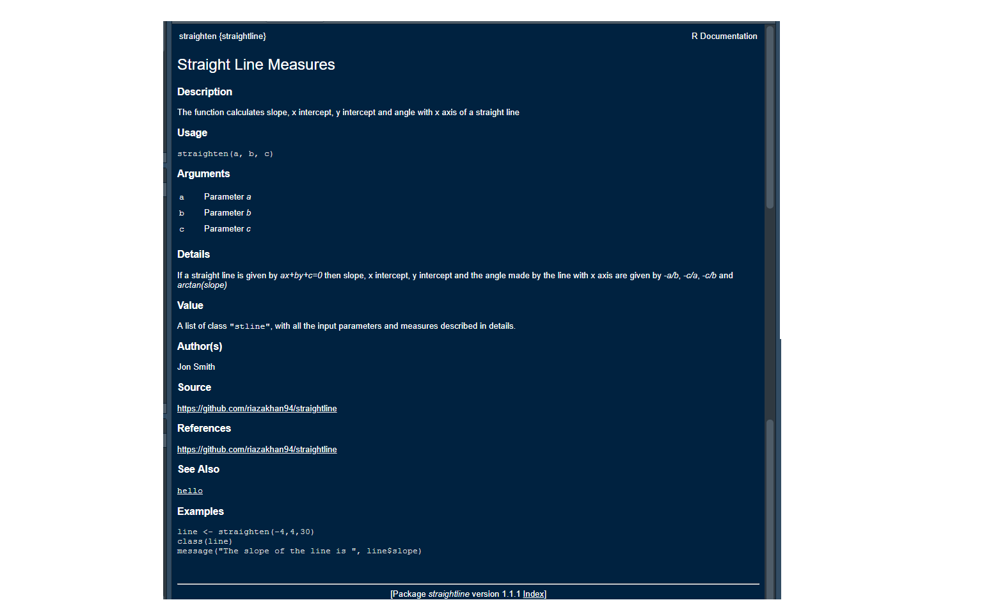 straighten {straightline} R Documentation
Straight Line Measures
Description
The function calculates slope, x intercept, y intercept and angle with x axis of a straight line
Usage
straighten(a, b, c)
Arguments
a Parameter a
b Parameter b
c Parameter c
Details
If a straight line is given by ax+by+c=0 then slope, x intercept, y intercept and the angle made by the line with x axis are given by -a/b, -c/a, -c/b and
arctan(slope)
Value
A list of class "stline", with all the input parameters and measures described in details.
Author(s)
Jon Smith
Source
https://github.com/riazakhan94/straightline
References
https://github.com/riazakhan94/straightline
See Also
hello
Examples
line <- straighten(-4,4,30)
class(line)
message("The slope of the line is ", line$slope)
[Package straightline version 1.1.1 Index]